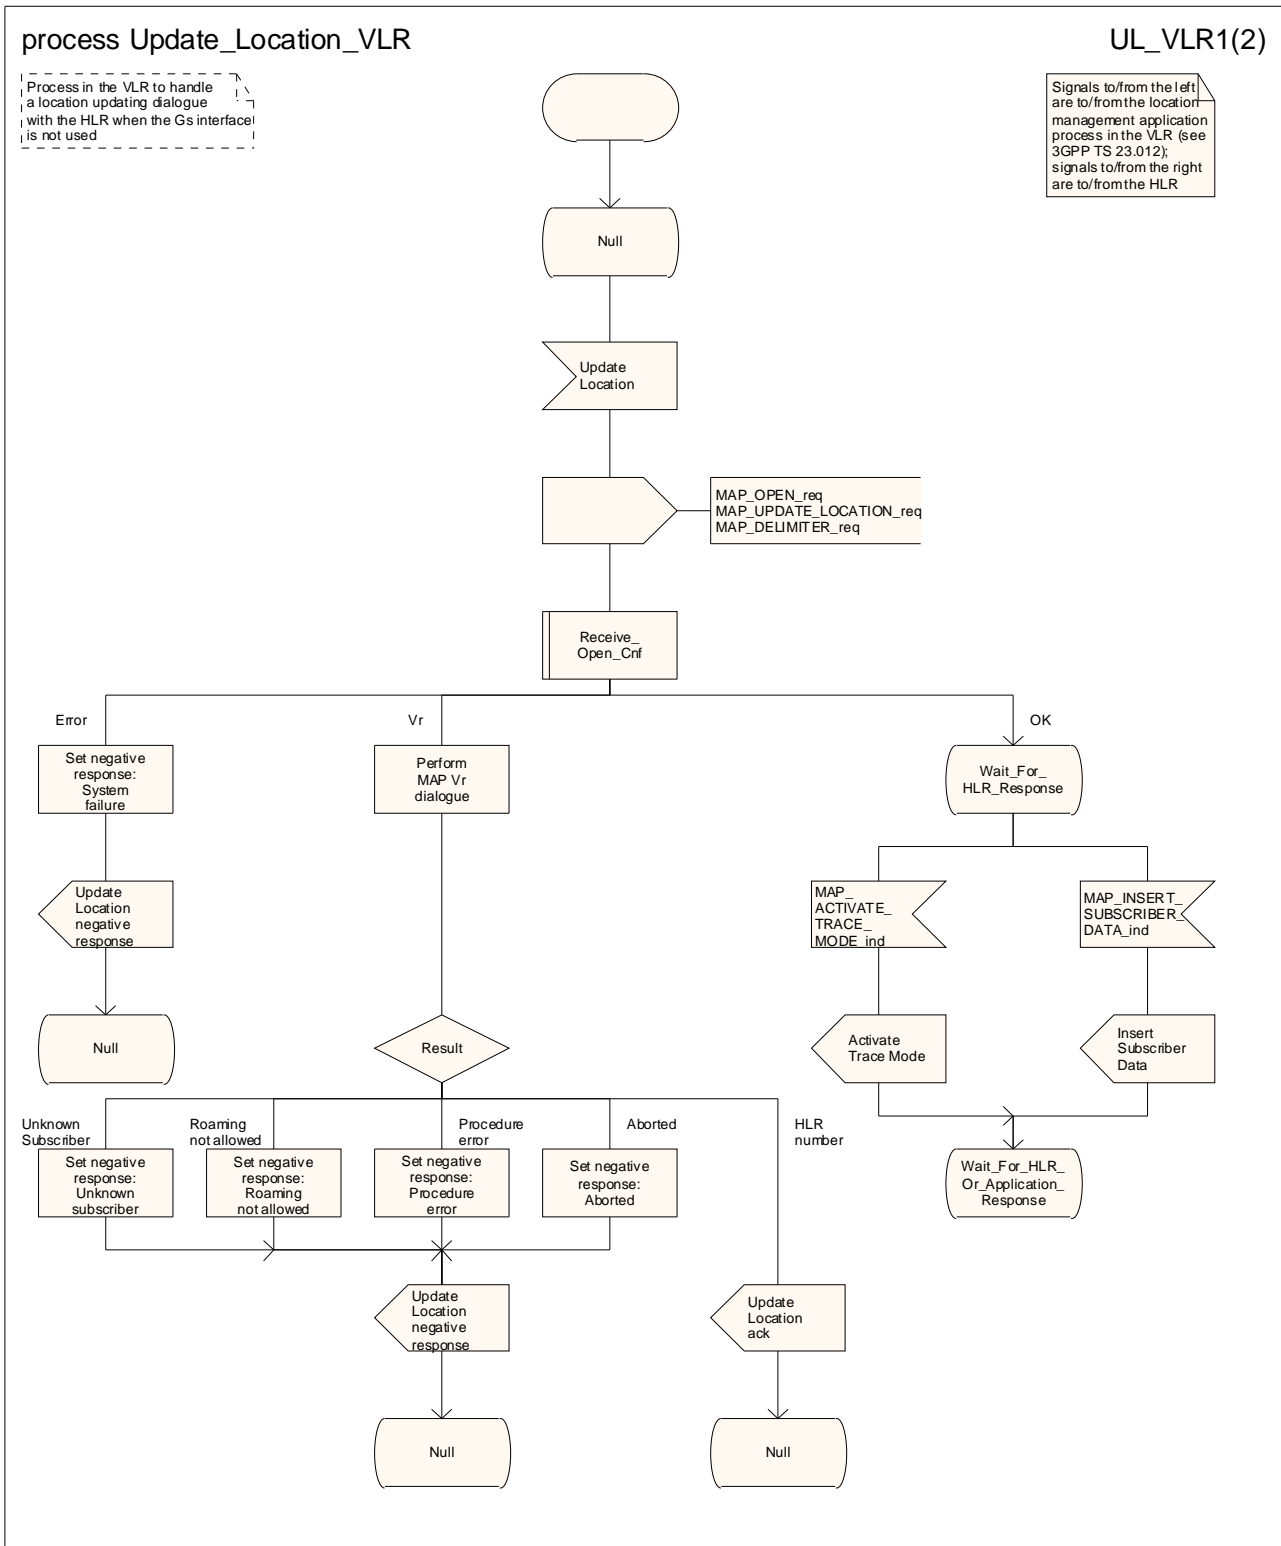 process Update_Location_VLR
UL_VLR1(2)
Process in the VLR to handle
a location updating dialogue
with the HLR when the Gs interface
is not used
Signals to/from the left
are to/from the location
management application
process in the VLR (see
3GPP TS 23.012);
signals to/from the right
are to/from the HLR
Null
Update
Location
MAP_OPEN_req
MAP_UPDATE_LOCATION_req
MAP_DELIMITER_req
Receive_
Open_Cnf
Error
Vr
OK
Set negative
response:
System
failure
Perform
MAP Vr
dialogue
Wait_For_
HLR_Response
Update
Location
negative
response
MAP_
ACTIVATE_
TRACE_
MODE_ind
MAP_INSERT_
SUBSCRIBER_
DATA_ind
Null
Result
Activate
Trace Mode
Insert
Subscriber
Data
Unknown
Subscriber
Roaming
not allowed
Procedure
error
Aborted
HLR
number
Set negative
response:
Unknown
subscriber
Set negative
response:
Roaming
not allowed
Set negative
response:
Procedure
error
Set negative
response:
Aborted
Wait_For_HLR_
Or_Application_
Response
Update
Location
negative
response
Update
Location
ack
Null
Null